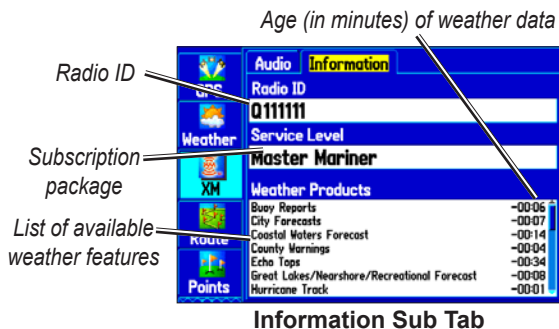 Age (in minutes) of weather data
Audio Information
Radio ID
Radio ID
GPS
Q111111
Weather
Service Level
Subscription
package
Master Mariner
XM
Weather Products
List of available
weather features
Buoy Reports -00:06
City Forecasts -00:07
Coastal Waters Forecast -00:14
County Warnings -00:04
Route
Echo Tops -00:34
Great Lakes/Nearshore/Recreational Forecast -00:08
Points
Hurricane Track -00:01
Information Sub Tab